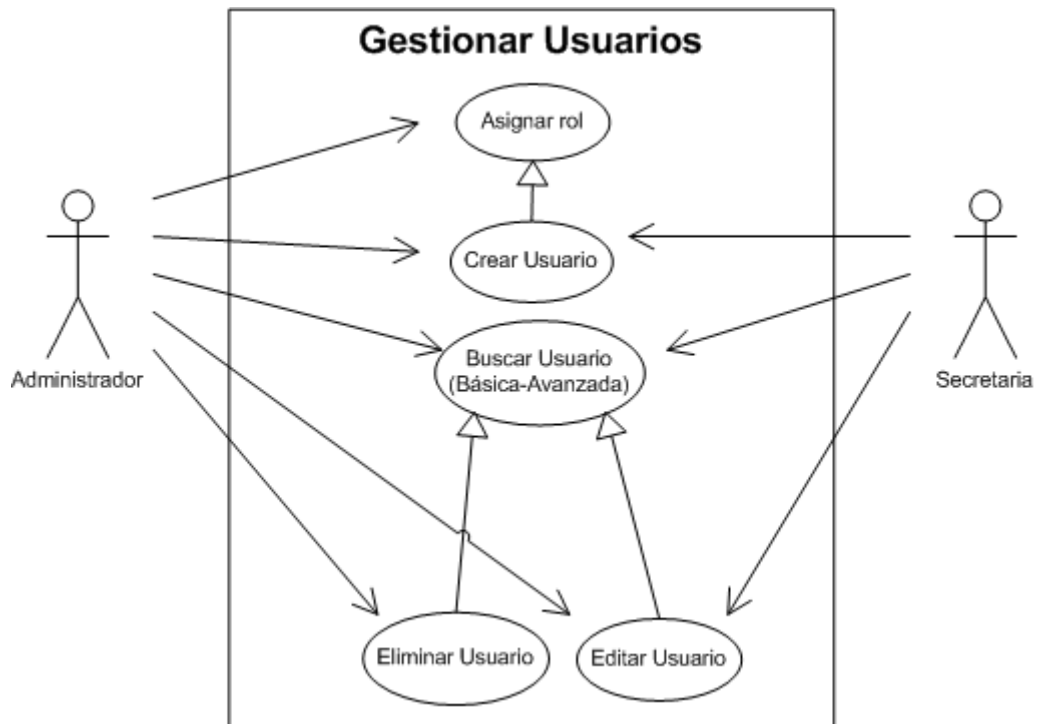 Gestionar Usuarios
Asignar rol
Crear Usuario
Buscar Usuario
(Básica-Avanzada)
Administrador
Secretaria
Eliminar Usuario
Editar Usuario